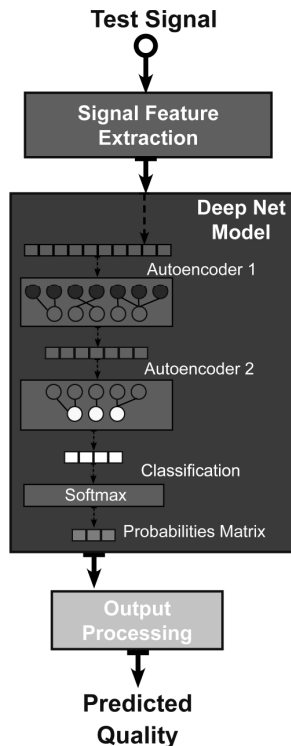 Test Signal
Signal Feature
Extraction
Deep Net
Model
Autoencoder 1
Autoencoder 2
Classification
Softmax
Probabilities Matrix
Output
Processing
Predicted
Quality